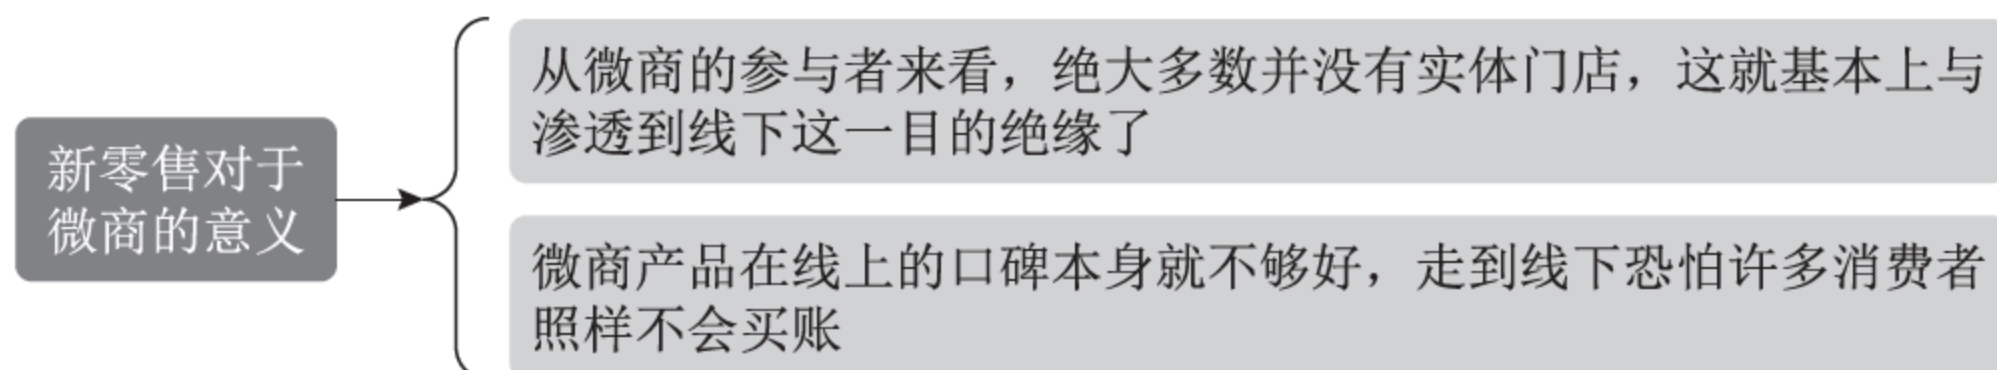 新零售对于
微商的意义
从微商的参与者来看，绝大多数并没有实体门店，这就基本上与
渗透到线下这一目的绝缘了
微商产品在线上的口碑本身就不够好，走到线下恐怕许多消费者
照样不会买账